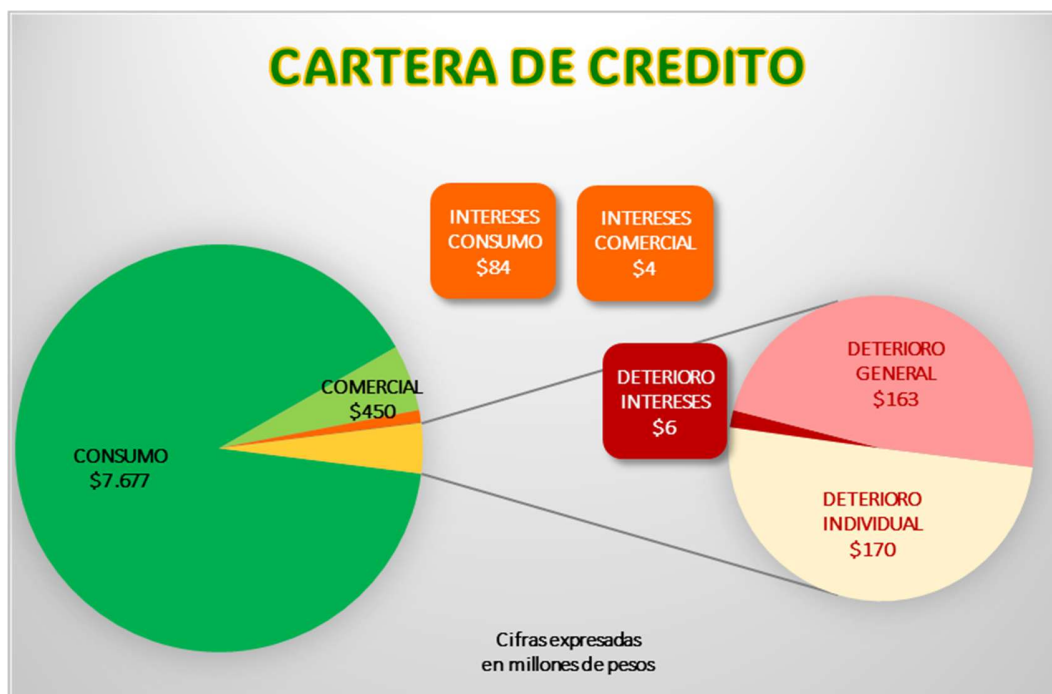 CARTERA DE CREDITO
INTERESES
CONSUMO
$84
INTERESES
COMERCIAL
$4
DETERIORO
INTERESES
$6
COMERCIAL
$450
CONSUMO
$7.677
DETERIORO
GENERAL
$163
DETERIORO
INDIVIDUAL
$170
Cifras expresadas
en millones de pesos